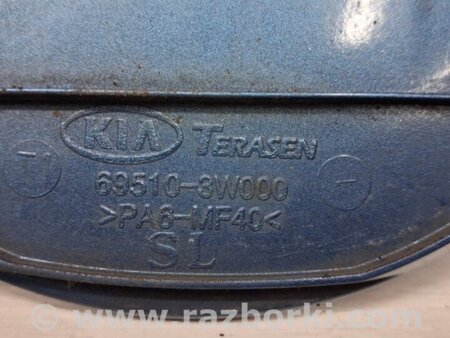 KIA TERASEN
69510-3W000
>PA6-MF40<
SL
www.razborki.com